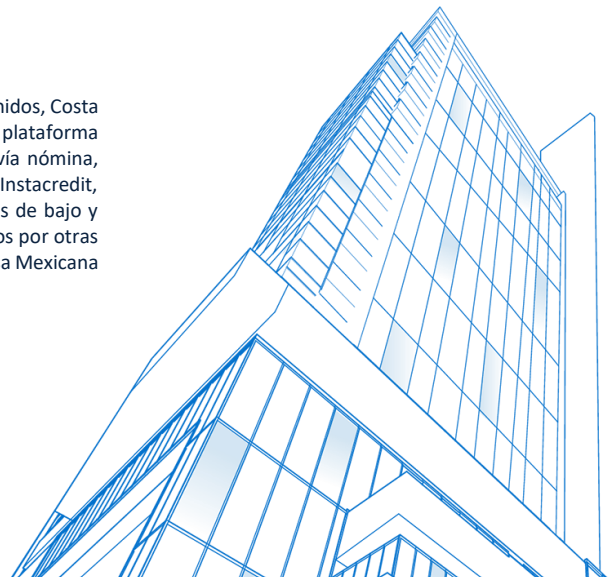 nidos, Costa
plataforma
vía nómina,
Instacredit,
s de bajo y
os por otras
a Mexicana